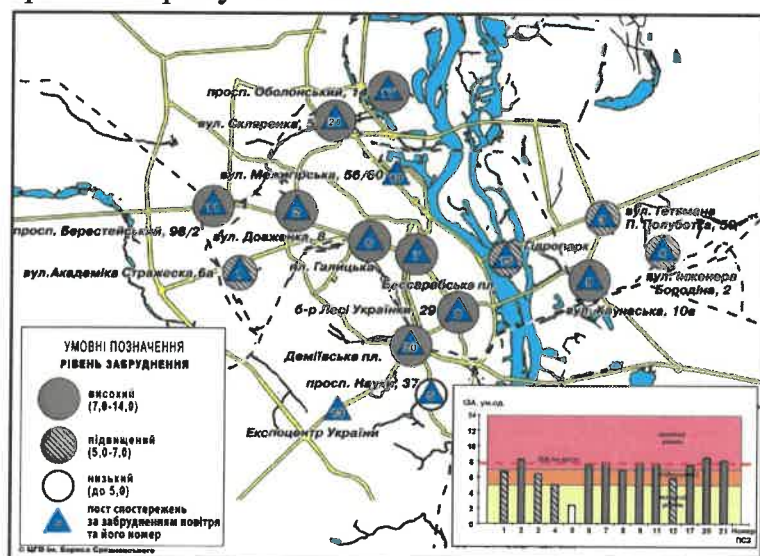 просп. Оболонський,
вул. Скляренка, 5
вул. Межигірська, 56/60
просп. Берестейський, 98/2
вул. Довженка,
вул.Академіка Стражеска,6а
пл. Галицька
Бессарабська пл
Гідропарк
вул. Гетьмана
П. Полуботка,
вул. Інженера
Бородіна, 2
вул. Каунаська, 10а
б-р Лесі Українки, 29
Деміївська пл.
просп. Науки, 37
Експоцентр України
УМОВНІ ПОЗНАЧЕННЯ
РІВЕНЬ ЗАБРУДНЕННЯ
високий
(7,0-14,0)
підвищений
(5,0-7,0)
низький
(до 5,0)
пост спостережень
за забрудненням повітря
та його номер
© ЦГО ім. Бориса Срезневського
ІЗА, ум.од.
14
12
10
8
6
4
2
0
1 2 3 4 5 6 7 8 9 11 12 17 20 21
Номер
ПСЗ